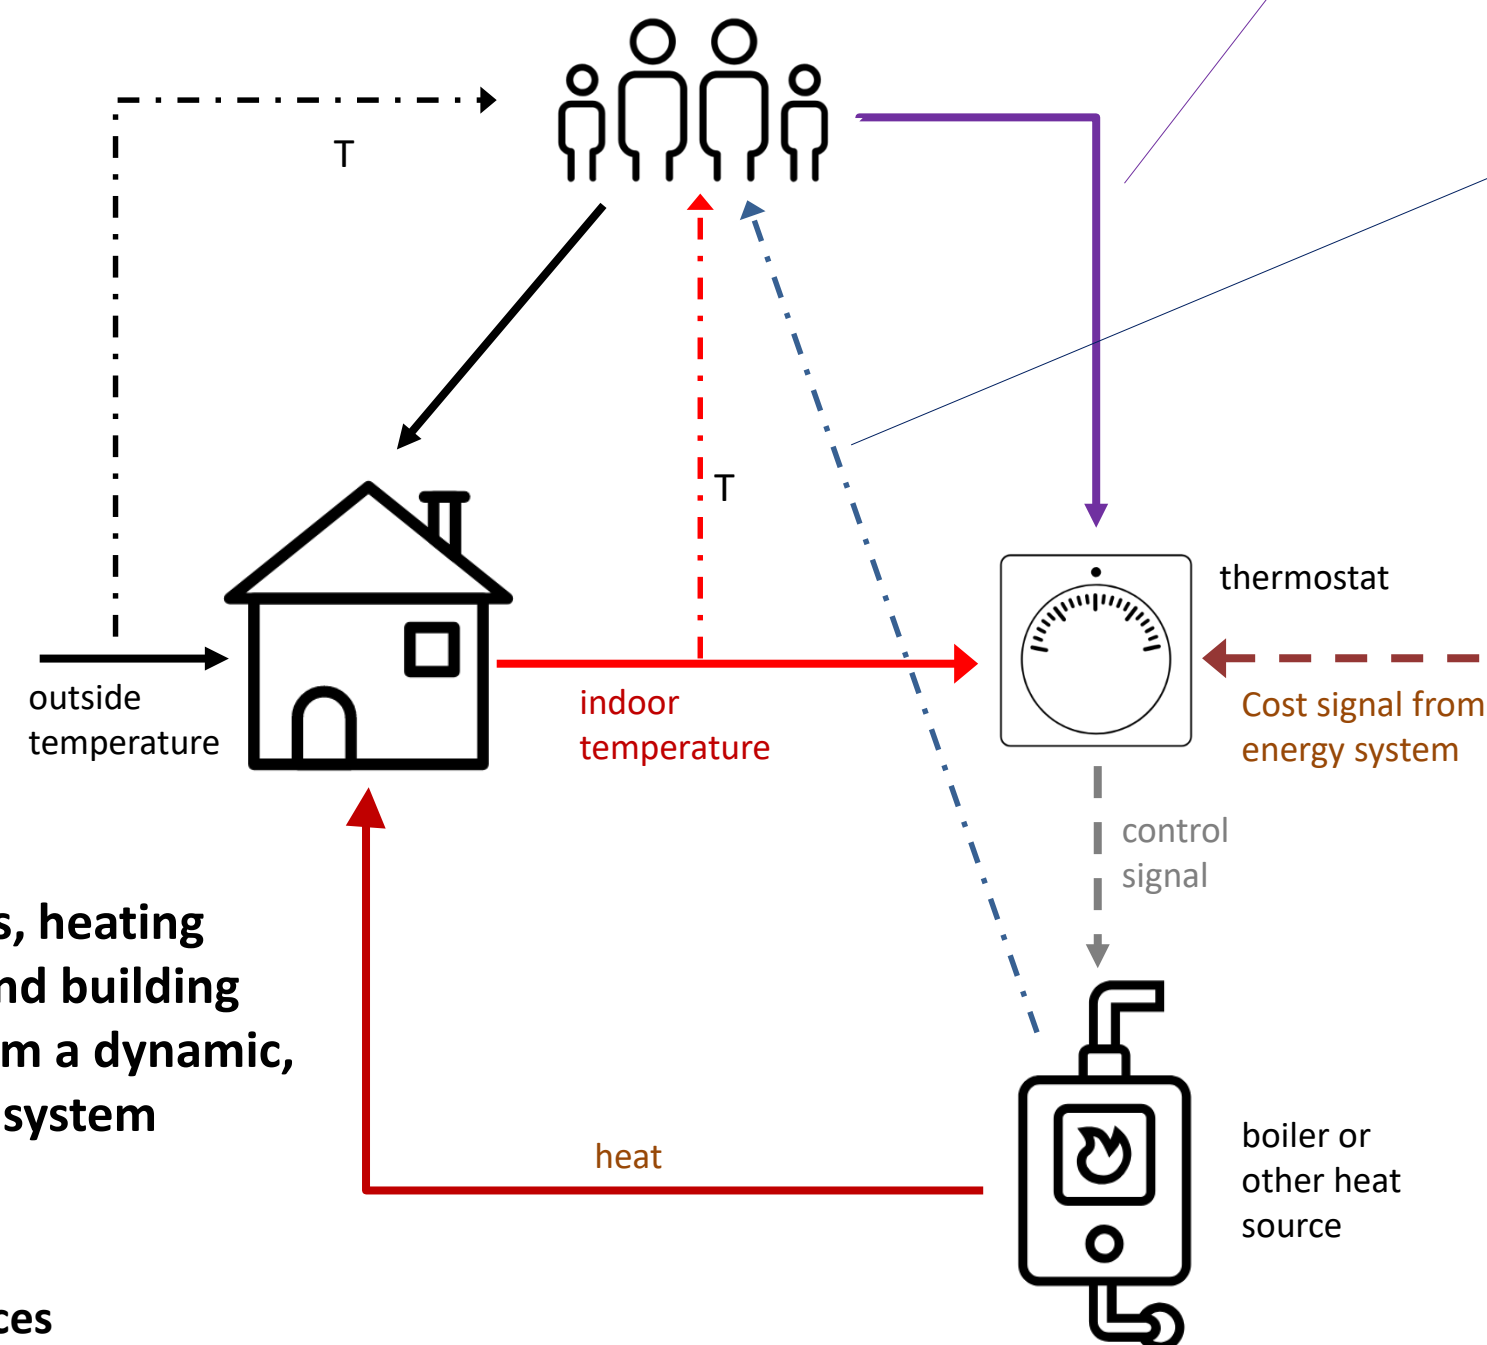 T
T
thermostat
outside
temperature
indoor
temperature
Cost signal from
energy system
control
signal
s, heating
nd building
m a dynamic,
system
heat
boiler or
other heat
source
ces